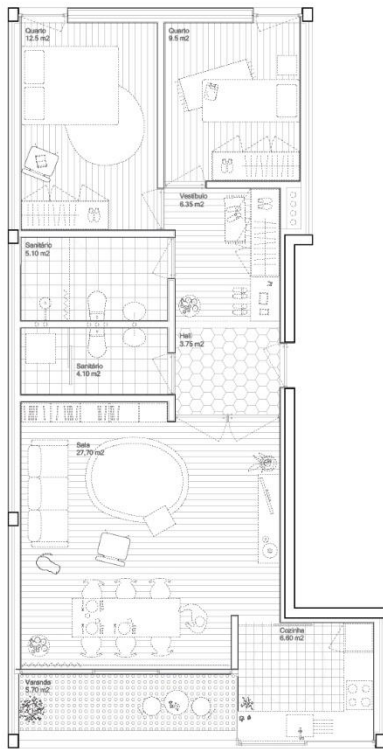 Quarto
12.5 m2
Quarto
9.5 m2
Vestíbulo
6.35 m2
Sanitário
5.10 m2
Hall
3.75 m2
Sanitário
4.10 m2
Sala
27,70 m2
Cozinha
6.60 m2
Varanda
5.70 m2